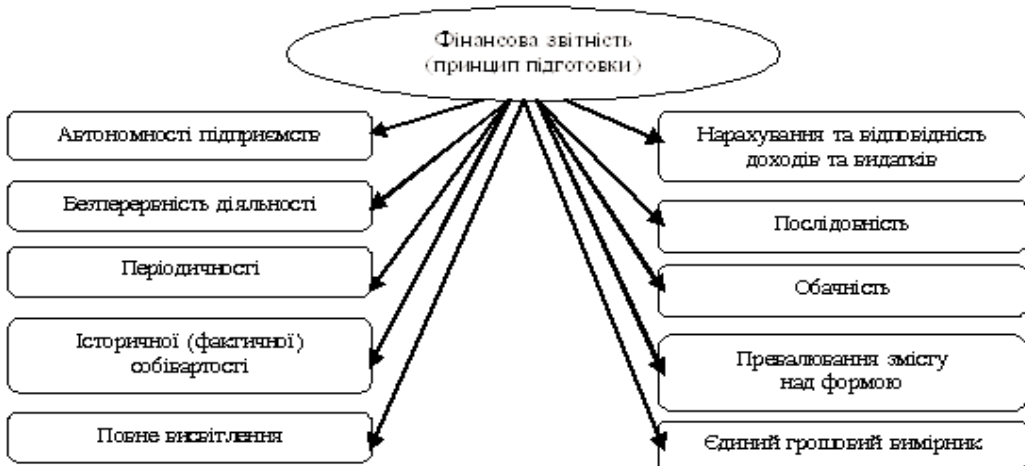 Фінансова звітність
(принцип підготовки)
Автономності підприємств
Безперервність діяльності
Періодичності
Історичної (фактичної)
собівартості
Повне висвітлення
Нарахування та відповідність
доходів та видатків
Послідовність
Обачність
Превалювання змісту
над формою
Єдиний грошовий вимірник